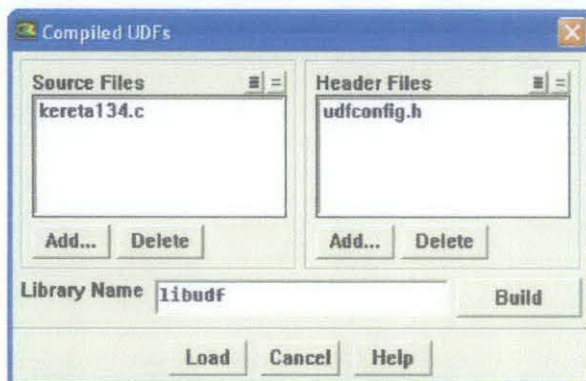 Compiled UDFs
Source Files
Header Files
kereta134.c
udfconfig.h
Add... Delete
Add... Delete
Library Name libudf Build
Load Cancel Help